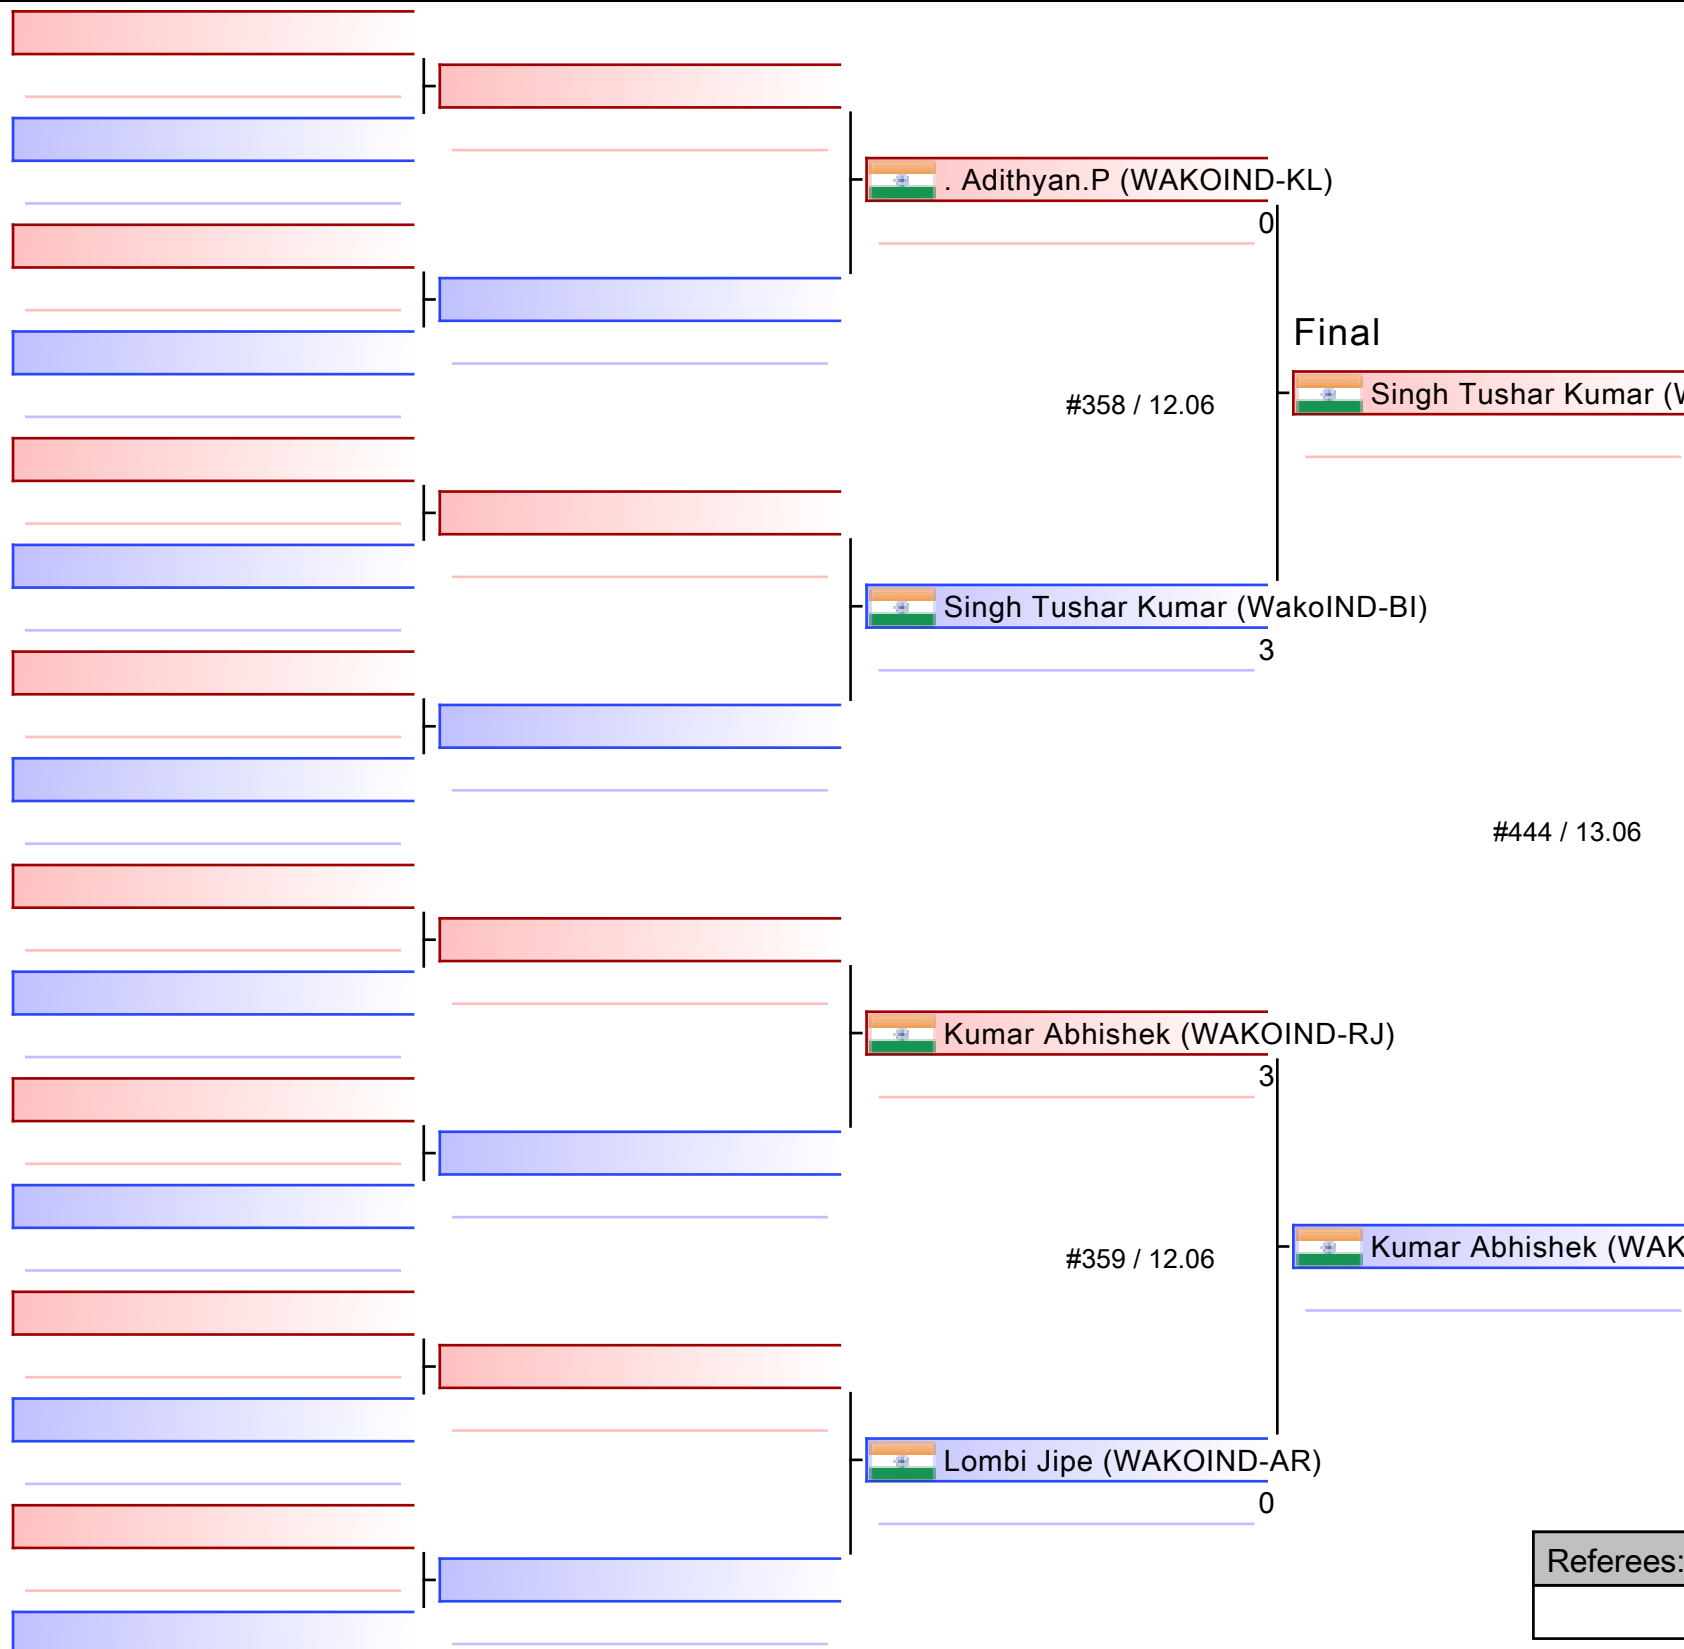 . Adithyan.P (WAKOIND-KL)
0
Final
#358 / 12.06
Singh Tushar Kumar (W
Singh Tushar Kumar (WakoIND-BI)
3
#444 / 13.06
Kumar Abhishek (WAKOIND-RJ)
3
#359 / 12.06
Kumar Abhishek (WAK
Lombi Jipe (WAKOIND-AR)
0
Referees: